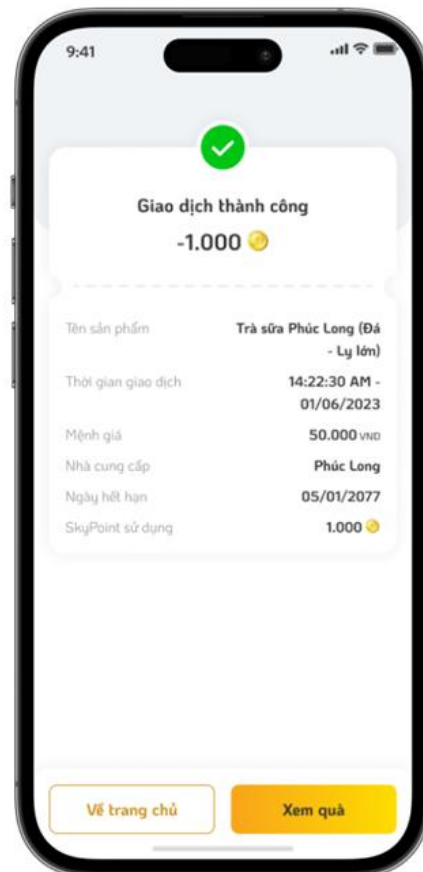 9:41
Giao dịch thành công
-1.000
Tên sản phẩm
Trà sữa Phúc Long (Đá
- Ly lớn)
Thời gian giao dịch
14:22:30 AM -
01/06/2023
Mệnh giá
50.000 VND
Nhà cung cấp
Phúc Long
Ngày hết hạn
05/01/2077
SkyPoint sử dụng
1.000
Về trang chủ
Xem quà